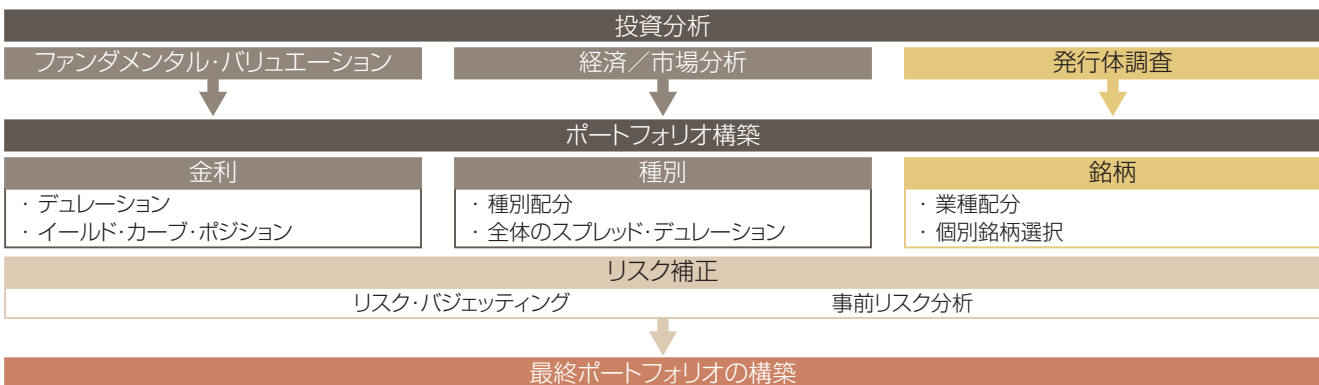 投資分析
ファンダメンタル・バリュエーション
経済／市場分析
発行体調査
ポートフォリオ構築
金利
種別
銘柄
・デュレーション
・イールド・カーブ・ポジション
・種別配分
・全体のスプレッド・デュレーション
・業種配分
・個別銘柄選択
リスク補正
リスク・バジェッティング
事前リスク分析
最終ポートフォリオの構築